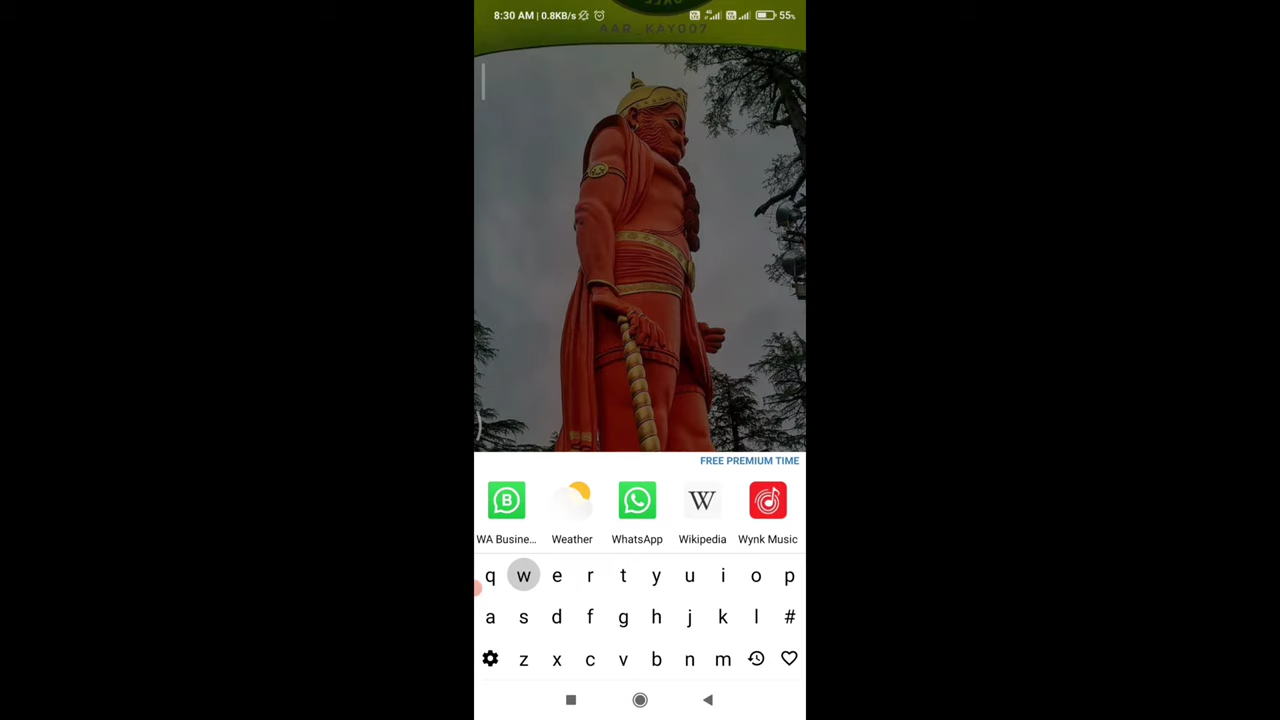 8:30 AM | 0.8KB/s
55%
AAR_KAY007
FREE PREMIUM TIME
WA Busine... Weather WhatsApp Wikipedia Wynk Music
q w e r t y u i o p
a s d f g h j k l #
z x c v b n m